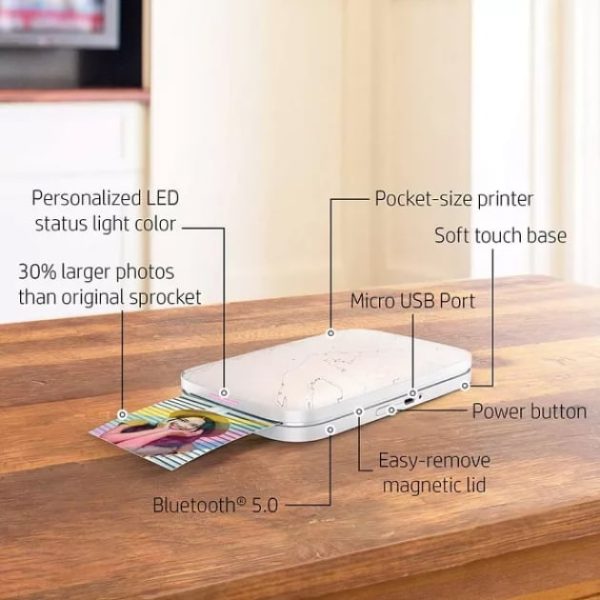 Personalized LED
status light color
Pocket-size printer
Soft touch base
30% larger photos
than original sprocket
Micro USB Port
Power button
Easy-remove
magnetic lid
Bluetooth® 5.0